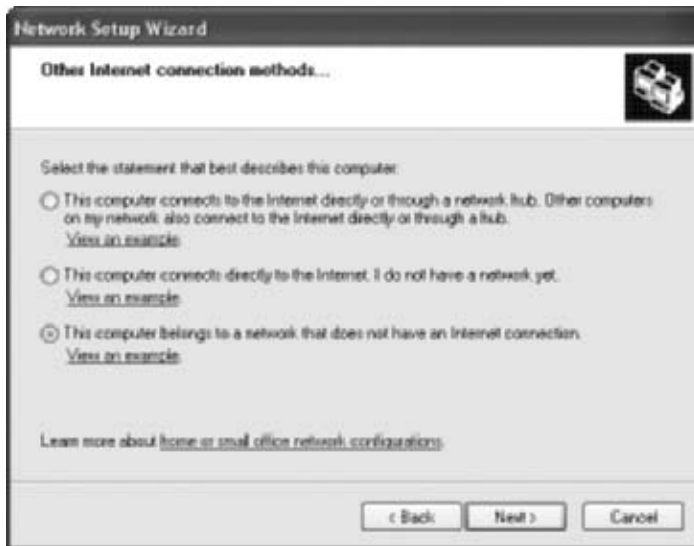 Network Setup Wizard
Other Internet connection methods...
Select the statement that best describes this computer:
This computer connects to the Internet directly or through a network hub. Other computers
on my network also connect to the Internet directly or through a hub.
View an example.
This computer connects directly to the Internet. I do not have a network yet.
View an example.
This computer belongs to a network that does not have an Internet connection.
View an example.
Learn more about home or small office network configurations.
< Back
Next >
Cancel